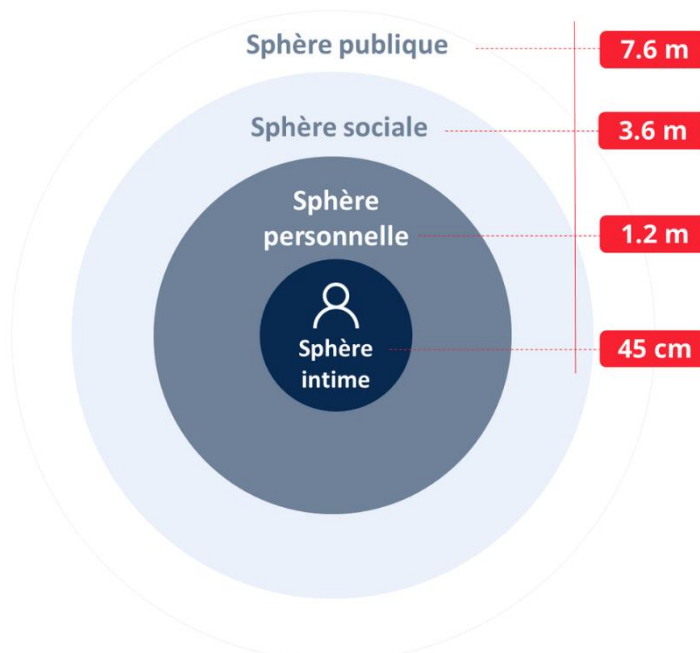 Sphère publique
7.6 m
Sphère sociale
3.6 m
Sphère
personnelle
1.2 m
Sphère
intime
45 cm